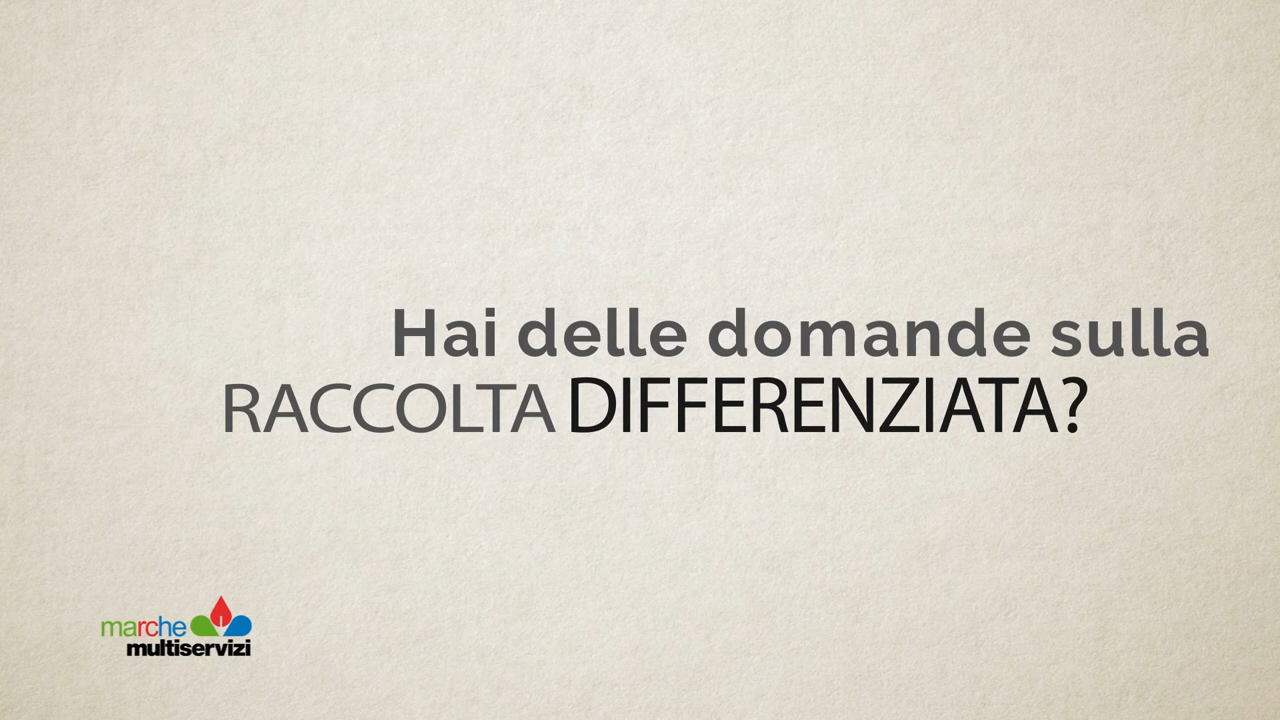 Hai delle domande sulla
RACCOLTA DIFFERENZIATA?
marche
multiservizi